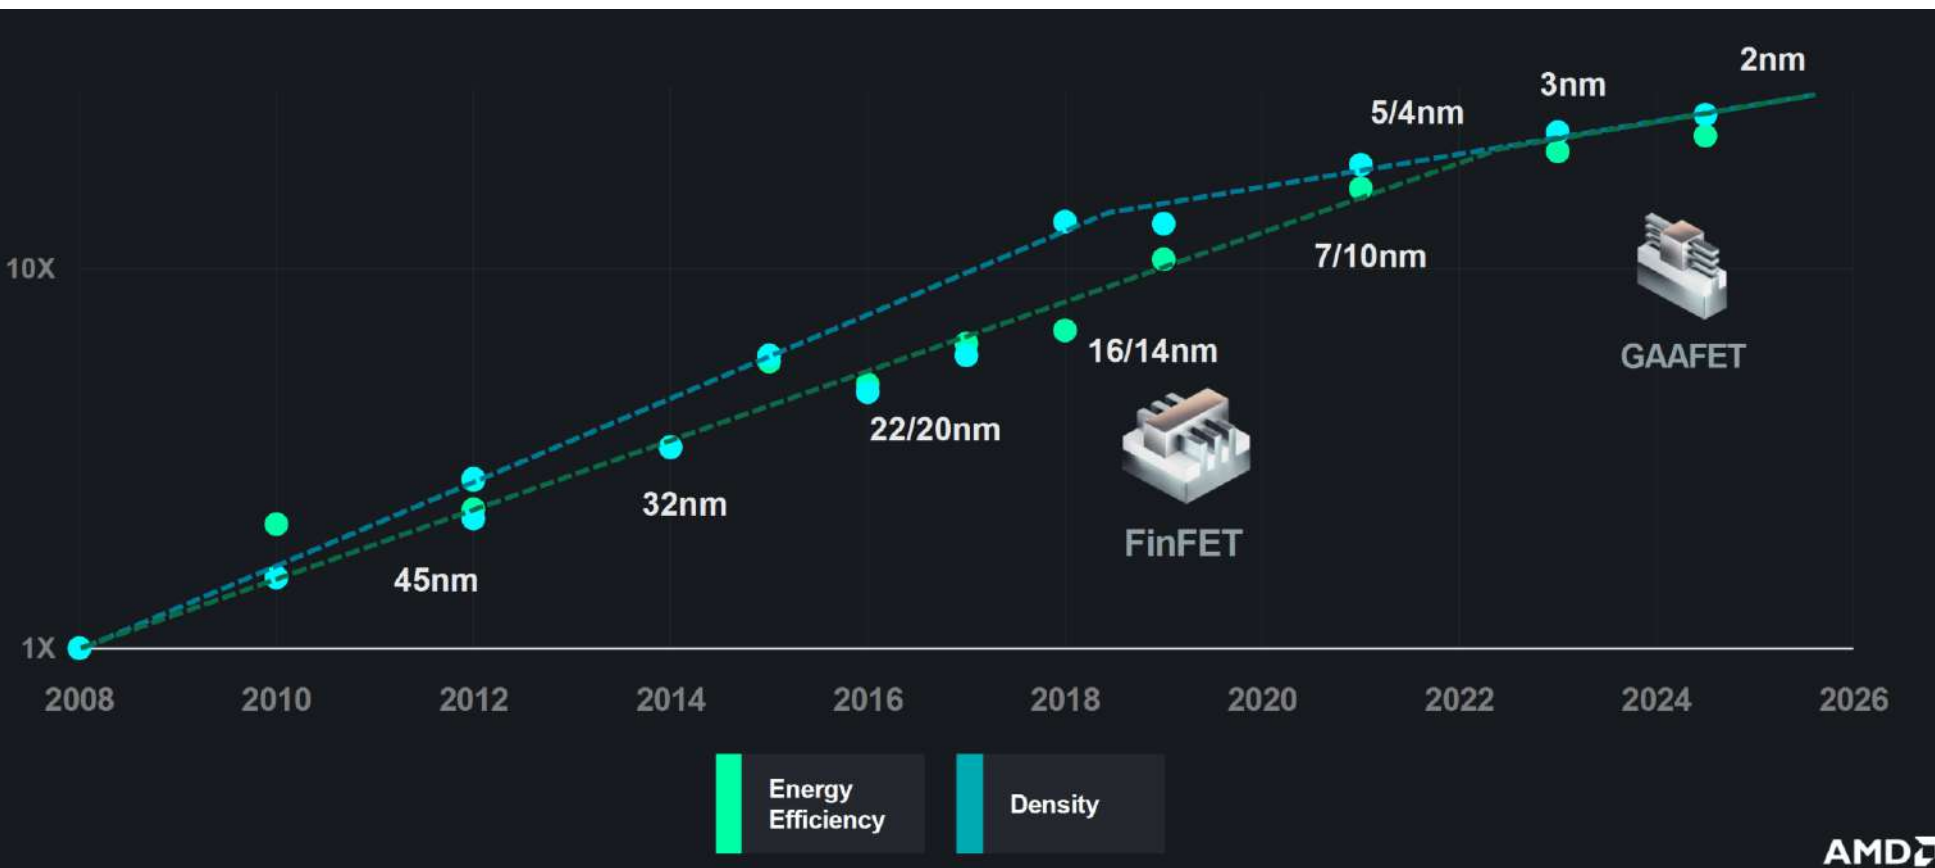 2nm
3nm
5/4nm
10X
7/10nm
16/14nm
GAAFET
22/20nm
32nm
FinFET
45nm
1X
2008 2010 2012 2014 2016 2018 2020 2022 2024 2026
Energy
Efficiency
Density
AMD